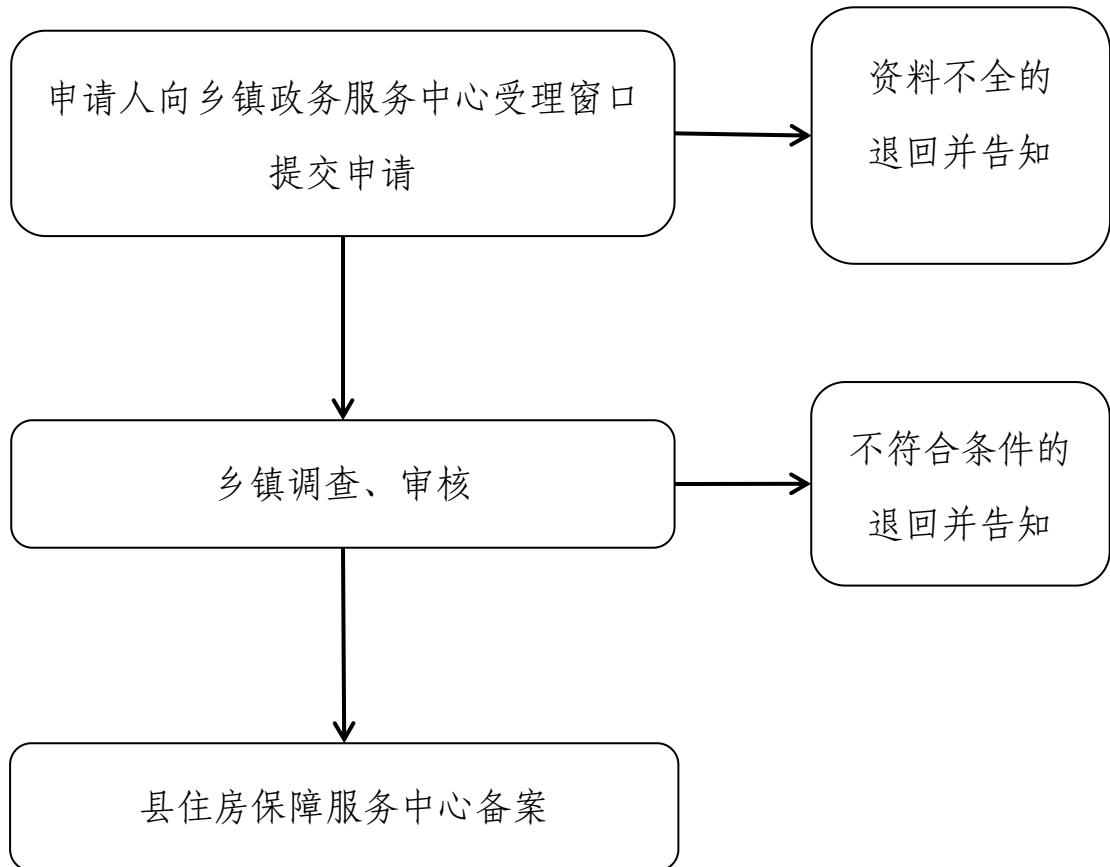 申请人向乡镇政务服务中心受理窗口
提交申请
资料不全的
退回并告知
乡镇调查、审核
不符合条件的
退回并告知
县住房保障服务中心备案